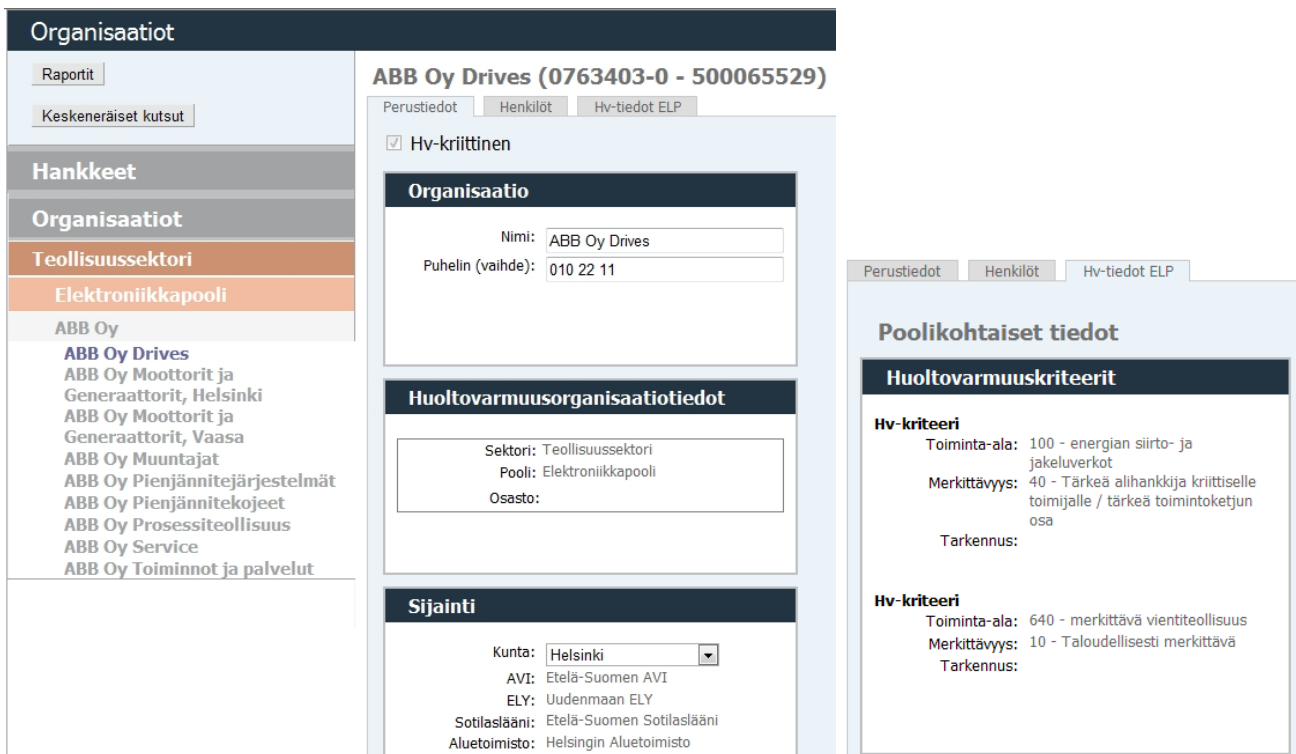 Organisaatiot
Raportit
Keskeneräiset kutsut
Hankkeet
Organisaatiot
Teollisuussektori
Elektroniikkapooli
ABB Oy
ABB Oy Drives
ABB Oy Moottorit ja
Generaattorit, Helsinki
ABB Oy Moottorit ja
Generaattorit, Vaasa
ABB Oy Muuntajat
ABB Oy Pienjännitejärjestelmät
ABB Oy Pienjännitekojeet
ABB Oy Prosessiteollisuus
ABB Oy Service
ABB Oy Toiminnot ja palvelut
ABB Oy Drives (0763403-0 - 500065529)
Perustiedot Henkilöt Hv-tiedot ELP
Hv-kriittinen
Organisaatio
Nimi: ABB Oy Drives
Puhelin (vaihde): 010 22 11
Huoltovarmuusorganisaatiotiedot
Sektori: Teollisuussektori
Pooli: Elektroniikkapooli
Osasto:
Sijainti
Kunta: Helsinki
AVI: Etelä-Suomen AVI
ELY: Uudenmaan ELY
Sotilaslääni: Etelä-Suomen Sotilaslääni
Aluetoimisto: Helsingin Aluetoimisto
Perustiedot Henkilöt Hv-tiedot ELP
Poolikohtaiset tiedot
Huoltovarmuuskriteerit
Hv-kriteeri
Toiminta-ala: 100 - energian siirto- ja
jakeluverkot
Merkittävyys: 40 - Tärkeä alihankkija kriittiselle
toimijalle / tärkeä toimintoketjun
osa
Tarkennus:
Hv-kriteeri
Toiminta-ala: 640 - merkittävä vientiteollisuus
Merkittävyys: 10 - Taloudellisesti merkittävä
Tarkennus: